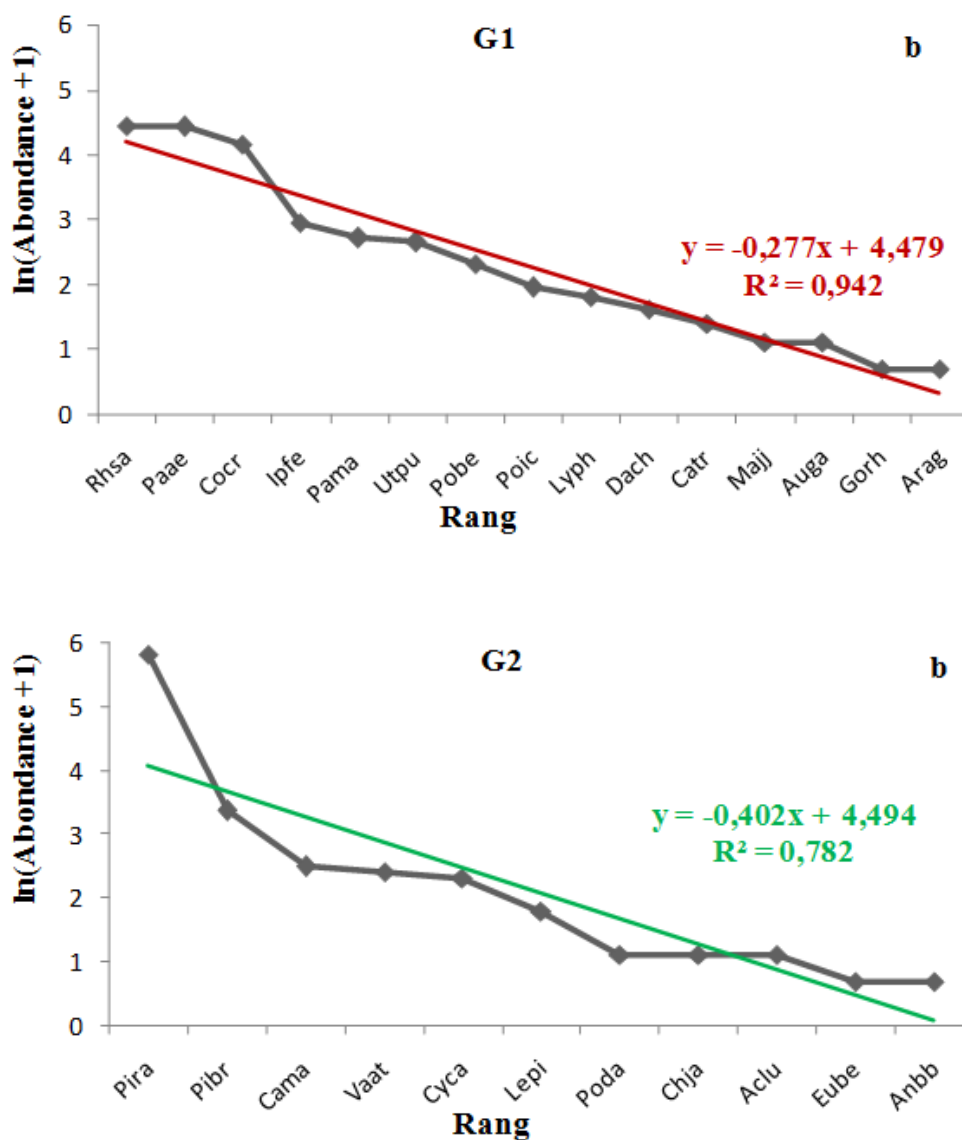 G1
b
ln(Abondance +1)
6
5
4
3
2
1
0
y = -0,277x + 4,479
R² = 0,942
Rhsa Paae Cocr Ipfe Pama Utpu Pobe Poic Lyph Dach Catr Majj Auga Gorh Arag
Rang
G2
b
ln(Abondance +1)
6
5
4
3
2
1
0
y = -0,402x + 4,494
R² = 0,782
Pira Pibr Cama Vaat Cyca Lepi Poda Chja Aclu Eube Anbb
Rang